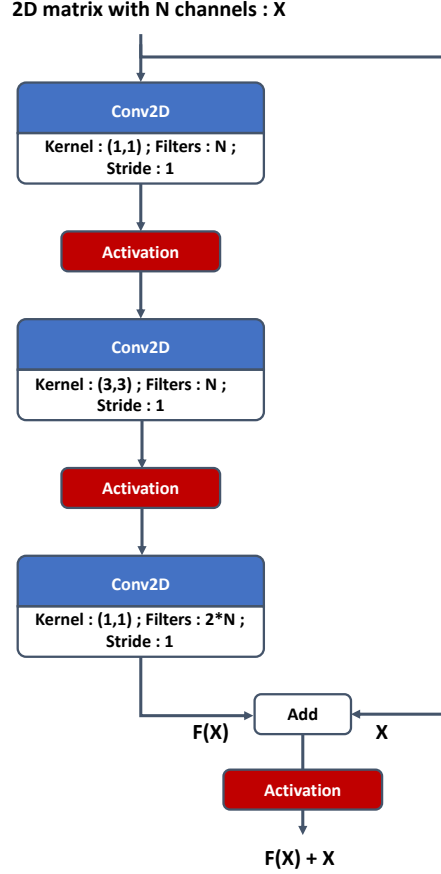 2D matrix with N channels : X
Conv2D
Kernel : (1,1) ; Filters : N ;
Stride : 1
Activation
Conv2D
Kernel : (3,3) ; Filters : N ;
Stride : 1
Activation
Conv2D
Kernel : (1,1) ; Filters : 2*N ;
Stride : 1
Add
F(X)
X
Activation
F(X) + X